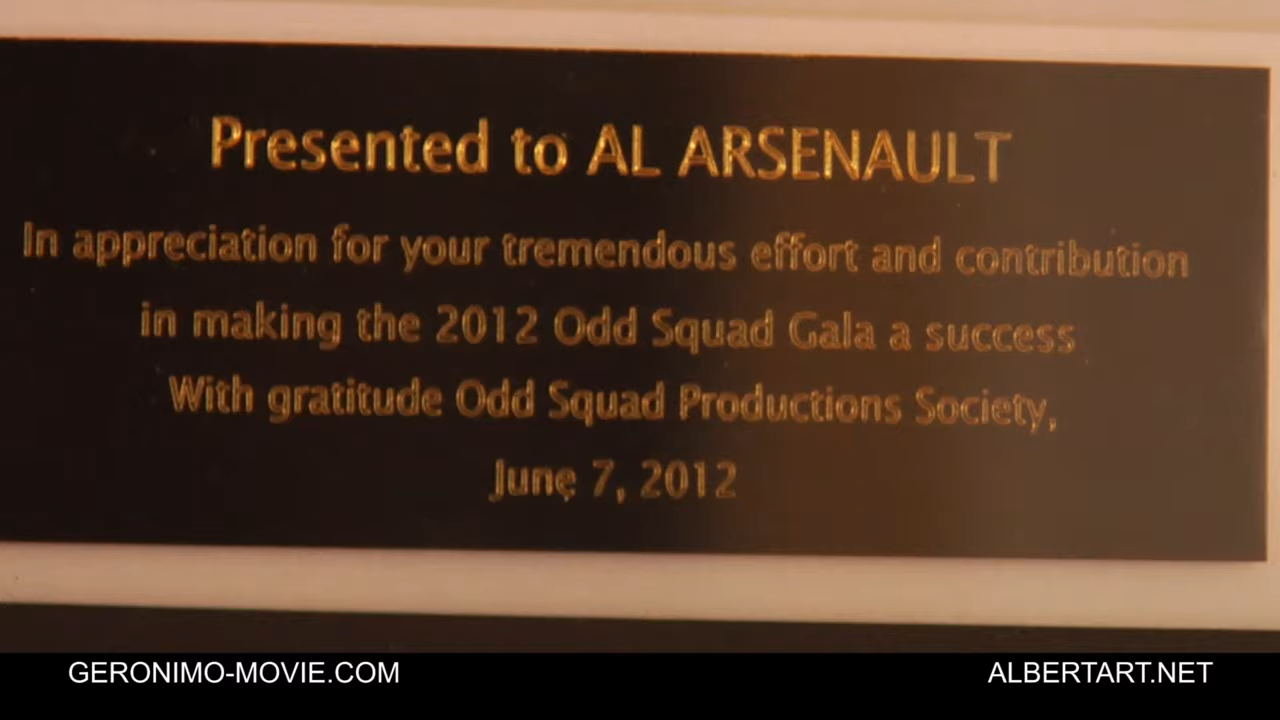 Presented to AL ARSENAULT
In appreciation for your tremendous effort and contribution
in making the 2012 Odd Squad Gala a success
With gratitude Odd Squad Productions Society,
June 7, 2012
GERONIMO-MOVIE.COM
ALBERTART.NET